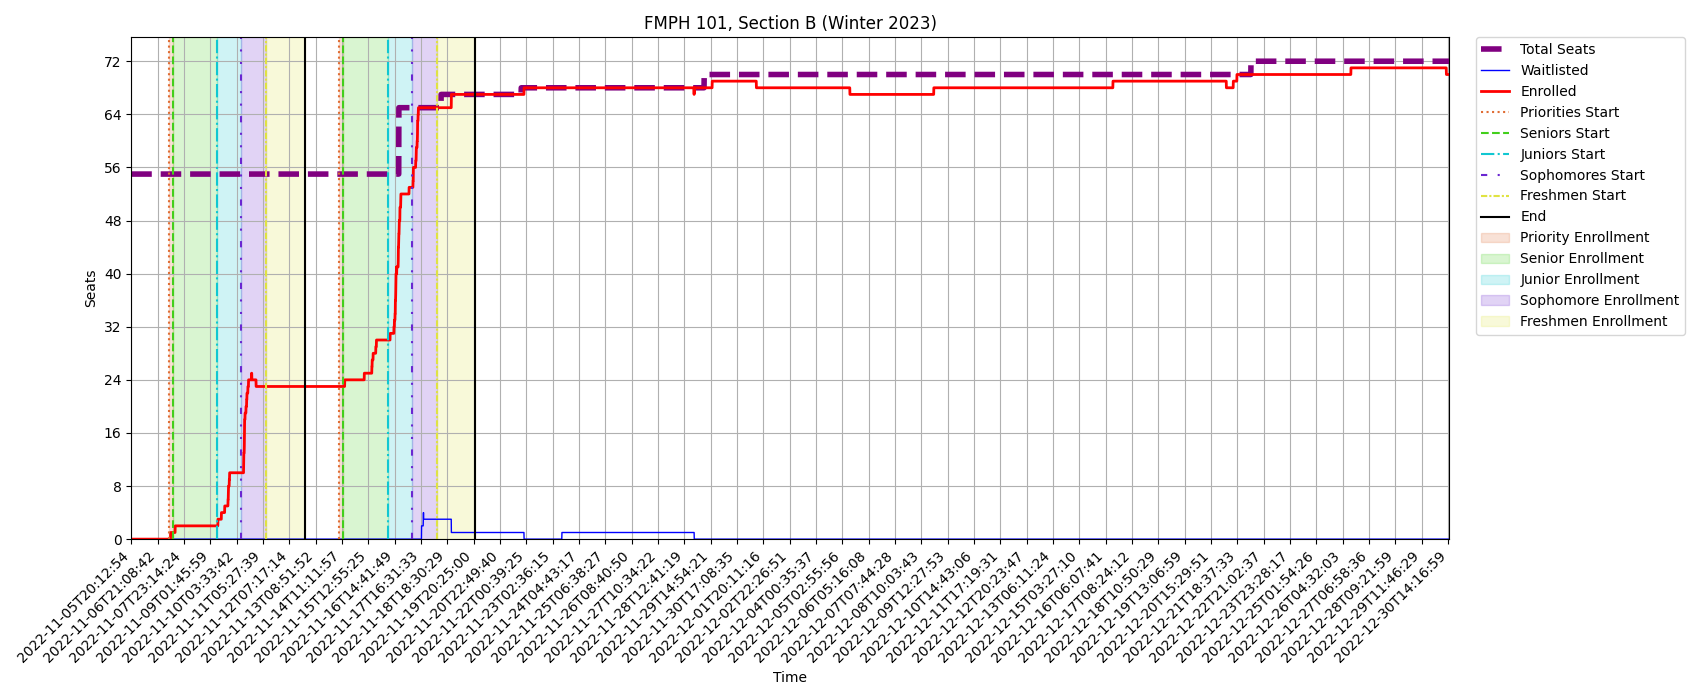 FMPH 101, Section B (Winter 2023)
Total Seats
Waitlisted
Enrolled
Priorities Start
Seniors Start
Juniors Start
Sophomores Start
Freshmen Start
End
Priority Enrollment
Senior Enrollment
Junior Enrollment
Sophomore Enrollment
Freshmen Enrollment
Seats
72
64
56
48
40
32
24
16
8
0
2022-11-05T20:12:54
2022-11-06T21:08:42
2022-11-07T23:14:24
2022-11-09T01:45:59
2022-11-10T03:33:42
2022-11-11T05:27:39
2022-11-12T07:17:14
2022-11-13T08:51:52
2022-11-14T11:11:57
2022-11-15T12:55:25
2022-11-16T14:41:49
2022-11-17T16:31:33
2022-11-18T18:30:29
2022-11-19T20:25:00
2022-11-20T22:49:40
2022-11-22T00:39:25
2022-11-23T02:36:15
2022-11-24T04:43:17
2022-11-25T06:38:27
2022-11-26T08:40:50
2022-11-27T10:34:22
2022-11-28T12:41:19
2022-11-29T14:54:21
2022-11-30T17:08:35
2022-12-01T20:11:16
2022-12-02T22:26:51
2022-12-04T00:35:37
2022-12-05T02:55:56
2022-12-06T05:16:08
2022-12-07T07:44:28
2022-12-08T10:03:43
2022-12-09T12:27:53
2022-12-10T14:43:06
2022-12-11T17:19:31
2022-12-12T20:23:47
2022-12-13T06:11:24
2022-12-15T03:27:10
2022-12-16T06:07:41
2022-12-17T08:24:12
2022-12-18T10:50:29
2022-12-19T13:06:59
2022-12-20T15:29:51
2022-12-21T18:37:33
2022-12-22T21:02:37
2022-12-23T23:28:17
2022-12-25T01:54:26
2022-12-26T04:32:03
2022-12-27T06:58:36
2022-12-28T09:21:59
2022-12-29T11:46:29
2022-12-30T14:16:59
Time